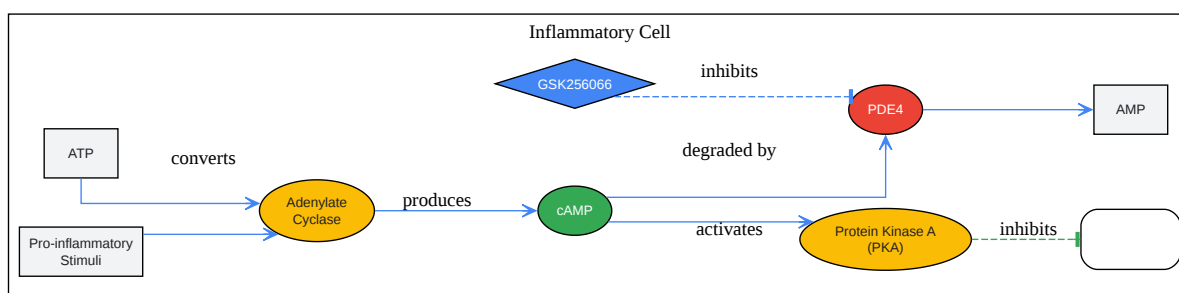 Inflammatory Cell
GSK256066
inhibits
PDE4
AMP
ATP
converts
degraded by
Adenylate
Cyclase
produces
cAMP
activates
Protein Kinase A
(PKA)
inhibits
Pro-inflammatory
Stimuli